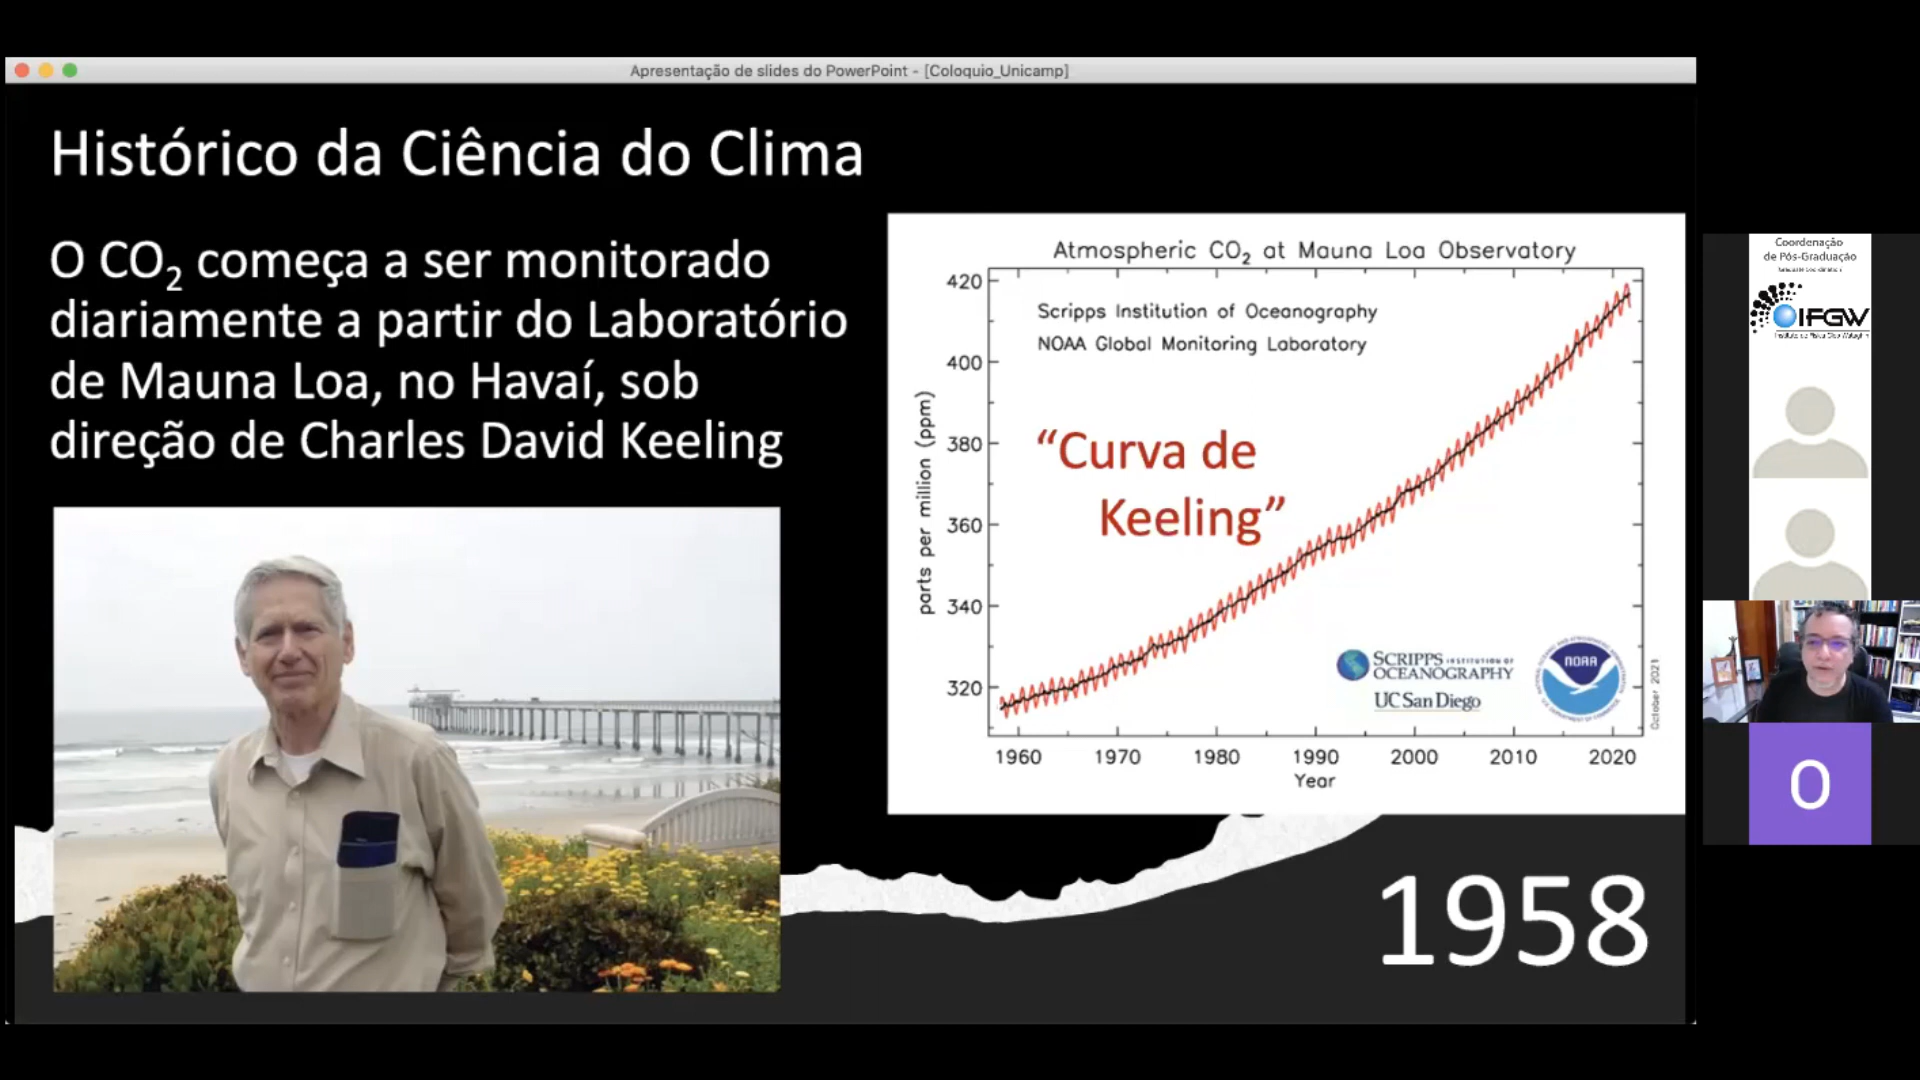 Apresentação de slides do PowerPoint - [Coloquio_Unicamp]
Histórico da Ciência do Clima
O CO₂ começa a ser monitorado
diariamente a partir do Laboratório
de Mauna Loa, no Havaí, sob
direção de Charles David Keeling
Atmospheric CO₂ at Mauna Loa Observatory
Scripps Institution of Oceanography
NOAA Global Monitoring Laboratory
“Curva de
Keeling”
parts per million (ppm)
420
400
380
360
340
320
1960 1970 1980 1990 2000 2010 2020
Year
SCRIPPS INSTITUTION OF
OCEANOGRAPHY
UC San Diego
NOAA
October 2021
1958
Coordenação
de Pós-Graduação
IFGW
O